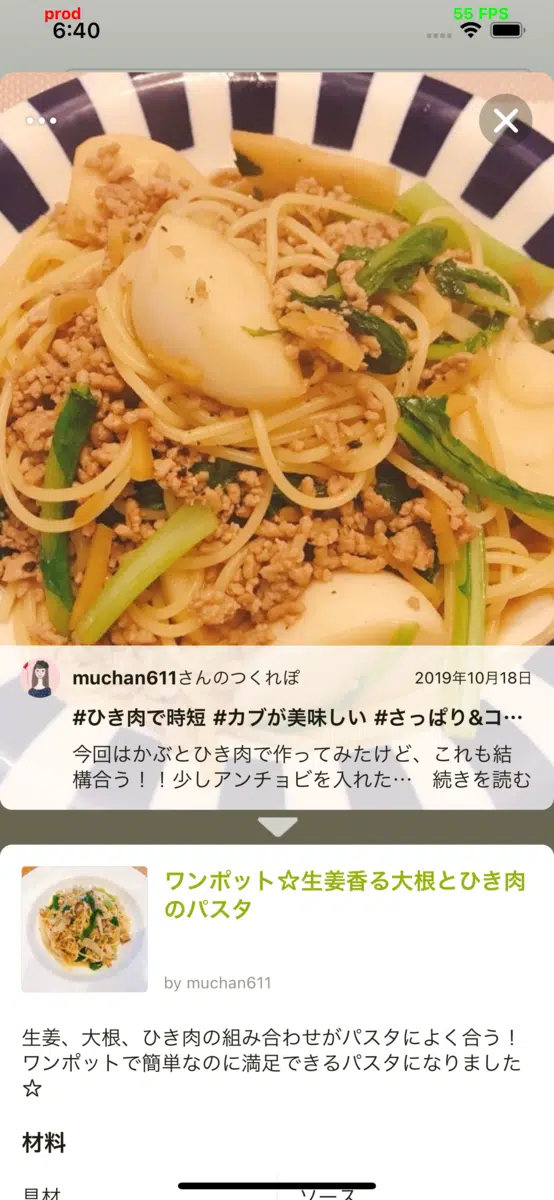 prod
55 FPS
6:40
muchan611さんのつくれぽ
2019年10月18日
#ひき肉で時短 #カブが美味しい #さっぱり&コ…
今回はかぶとひき肉で作ってみたけど、これも結
構合う！！少しアンチョビを入れた… 続きを読む
ワンポット☆生姜香る大根とひき肉
のパスタ
by muchan611
生姜、大根、ひき肉の組み合わせがパスタによく合う！
ワンポットで簡単なのに満足できるパスタになりました
☆
材料
具材
ソース